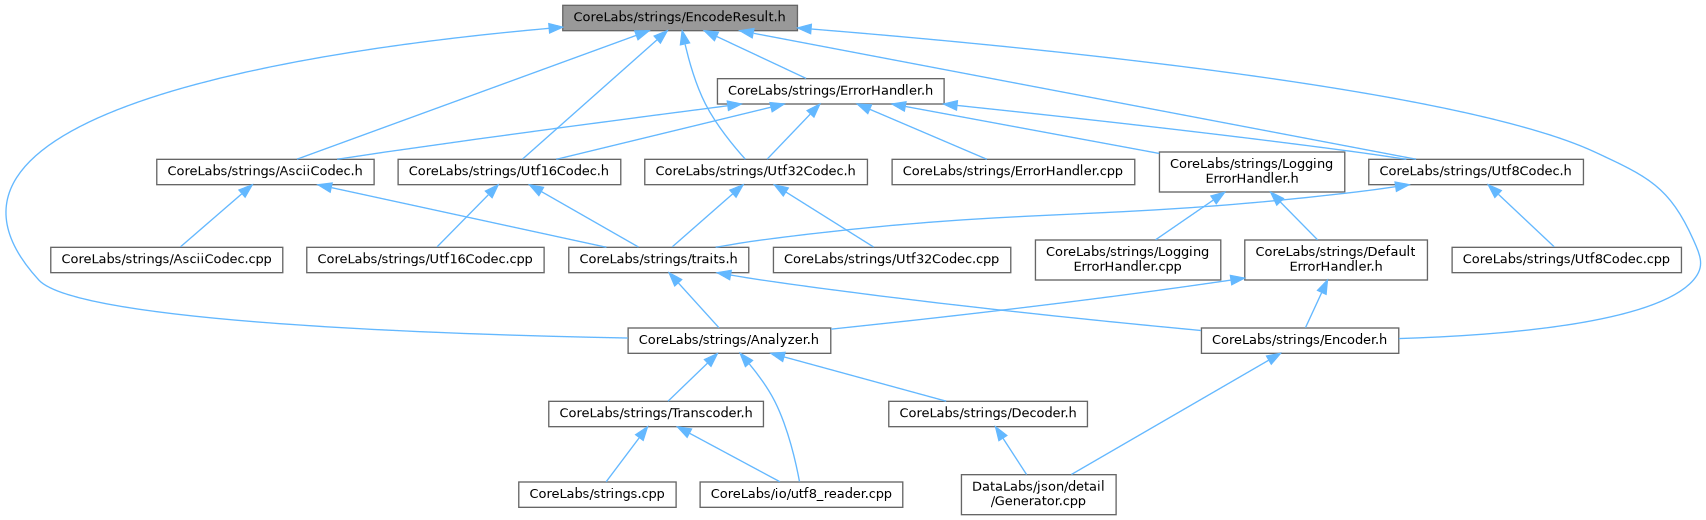 CoreLabs/strings/EncodeResult.h
CoreLabs/strings/ErrorHandler.h
CoreLabs/strings/AsciiCodec.h
CoreLabs/strings/Utf16Codec.h
CoreLabs/strings/Utf32Codec.h
CoreLabs/strings/ErrorHandler.cpp
CoreLabs/strings/Logging
ErrorHandler.h
CoreLabs/strings/Utf8Codec.h
CoreLabs/strings/AsciiCodec.cpp
CoreLabs/strings/Utf16Codec.cpp
CoreLabs/strings/traits.h
CoreLabs/strings/Utf32Codec.cpp
CoreLabs/strings/Logging
ErrorHandler.cpp
CoreLabs/strings/Default
ErrorHandler.h
CoreLabs/strings/Utf8Codec.cpp
CoreLabs/strings/Analyzer.h
CoreLabs/strings/Encoder.h
CoreLabs/strings/Transcoder.h
CoreLabs/strings/Decoder.h
CoreLabs/strings.cpp
CoreLabs/io/utf8_reader.cpp
DataLabs/json/detail
/Generator.cpp